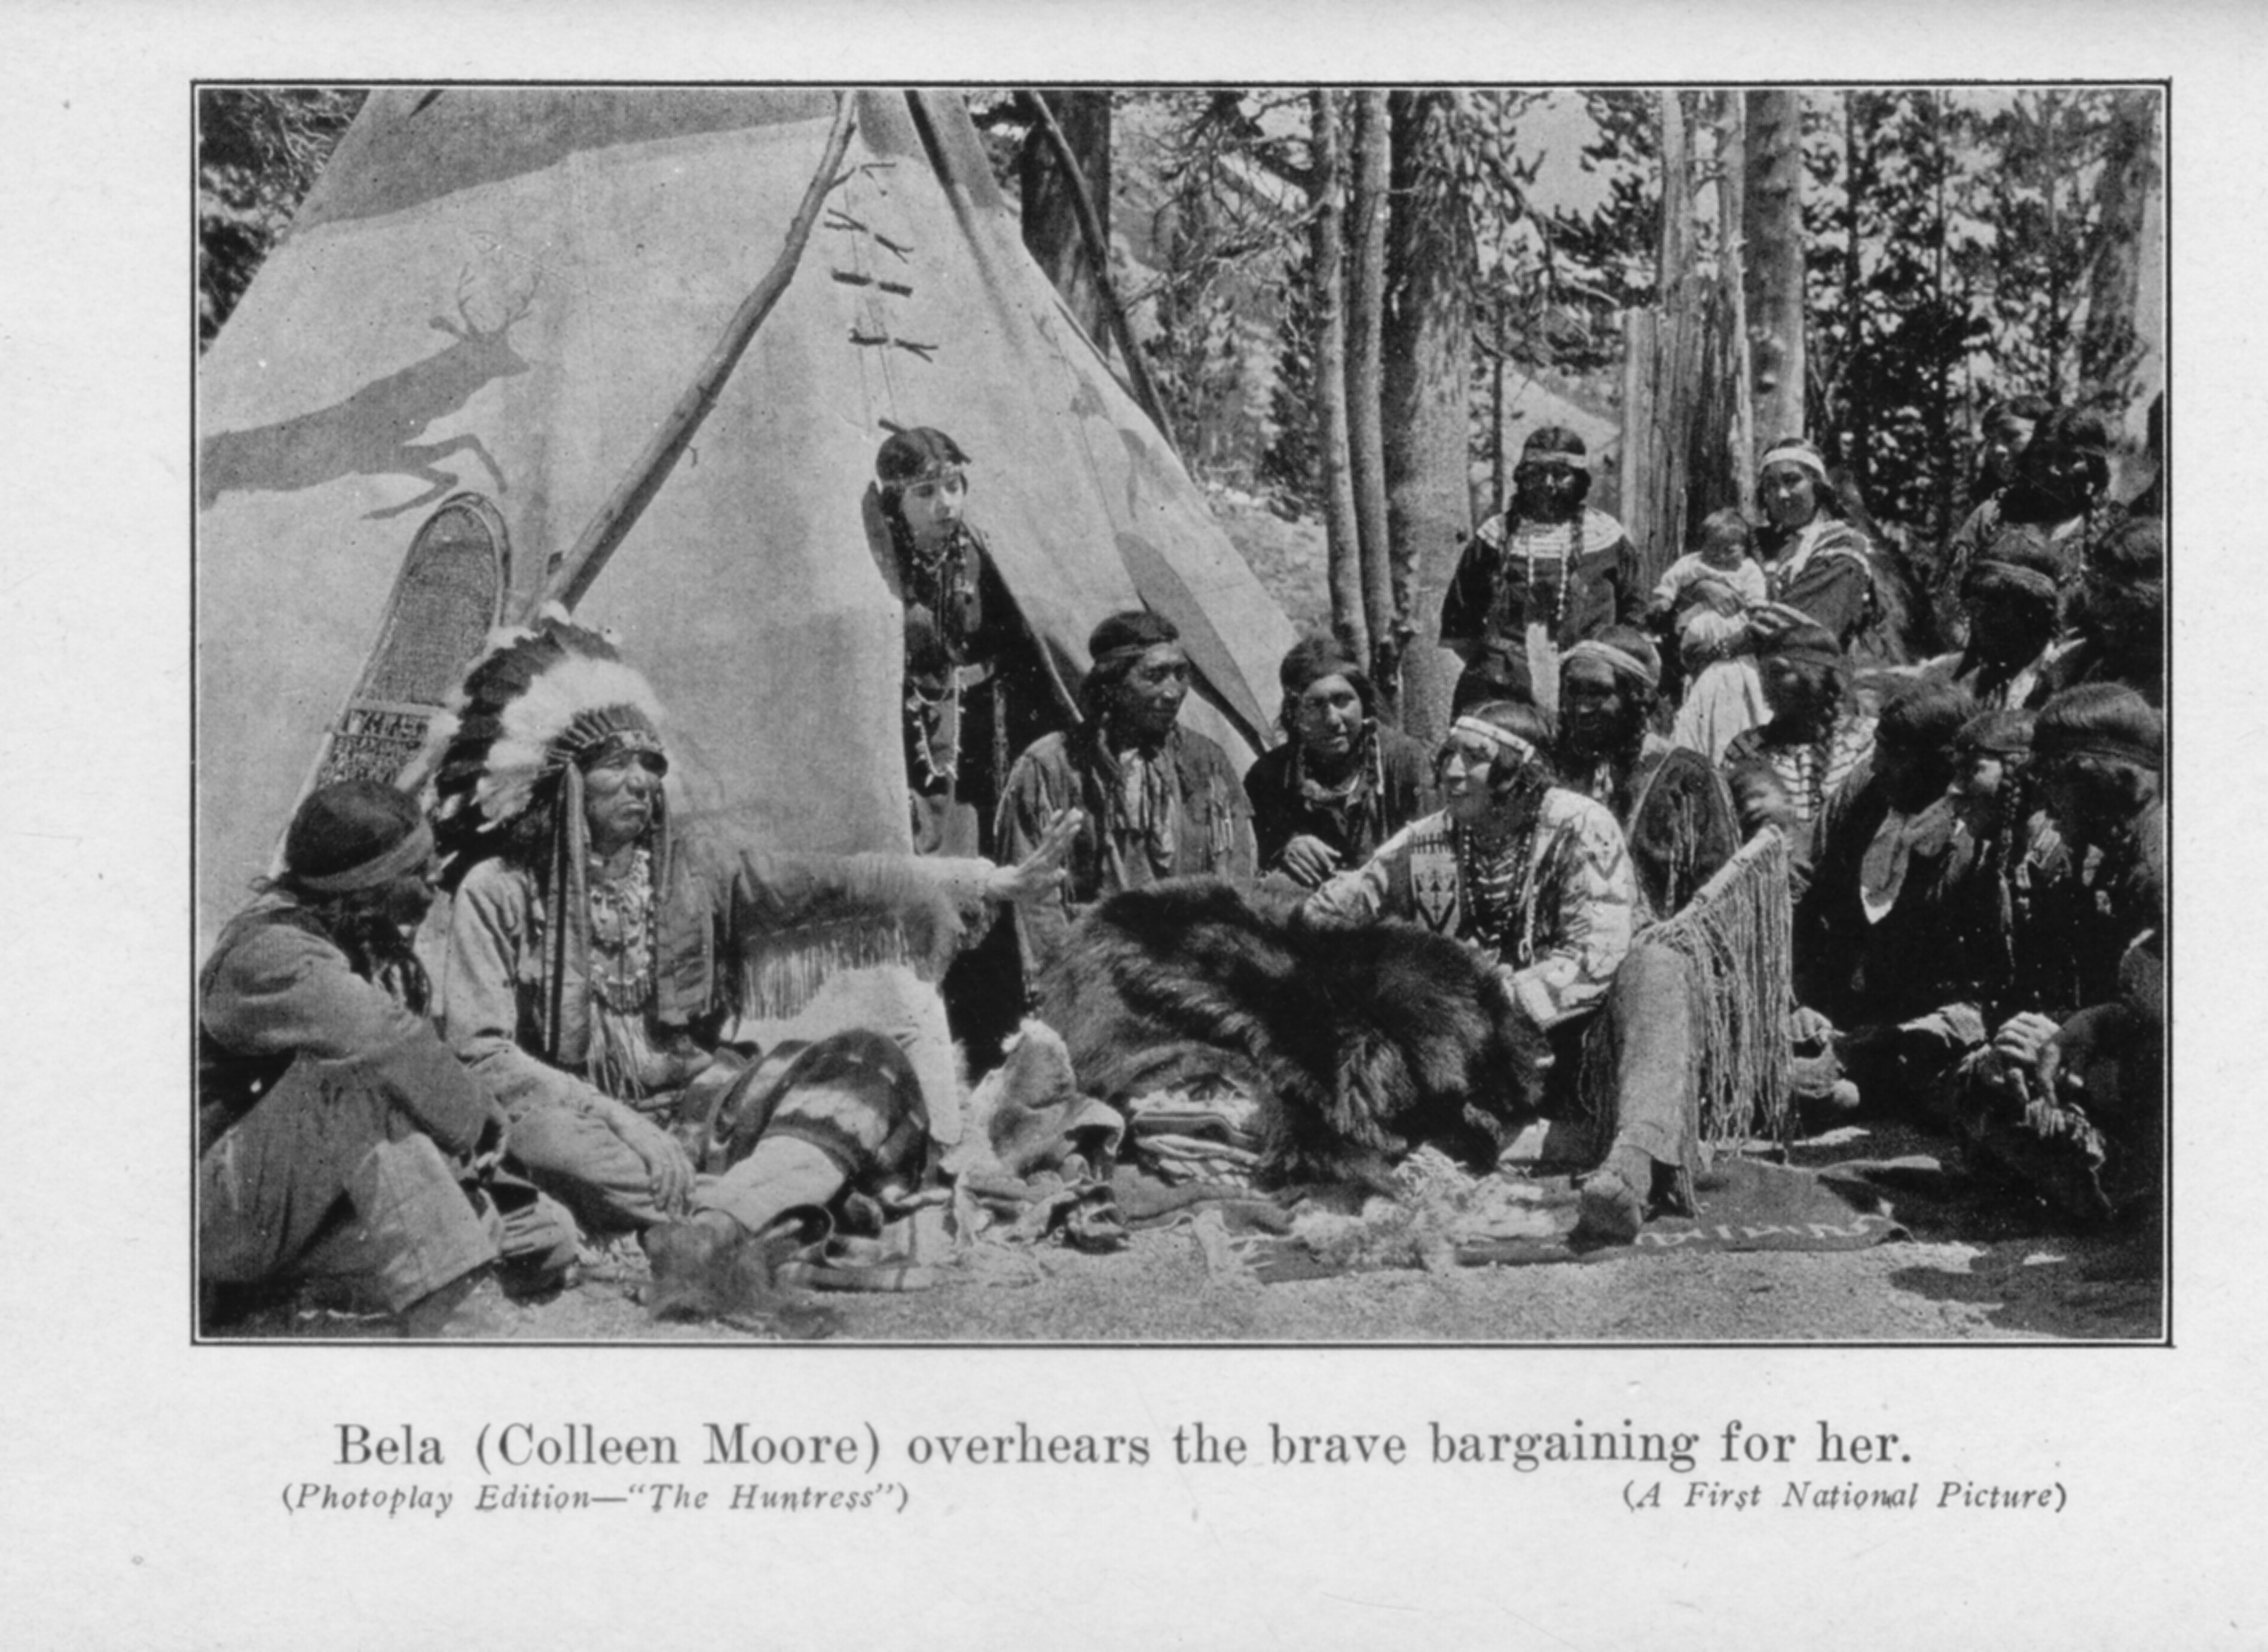 Bela (Colleen Moore) overhears the brave bargaining for her.
(Photoplay Edition—"The Huntress") (A First National Picture)